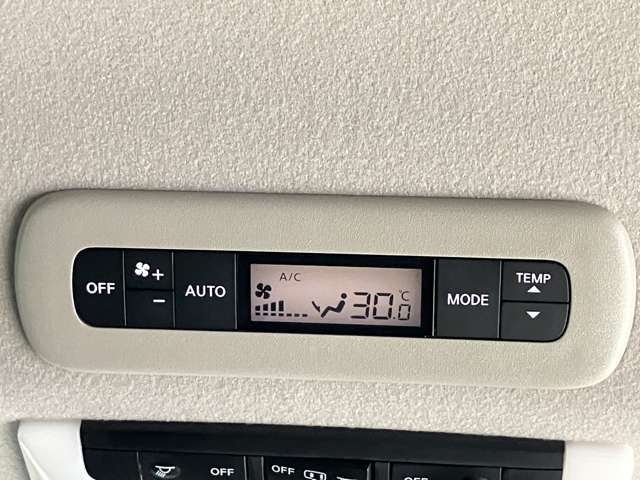 OFF + − AUTO A/C 30.0 °C MODE TEMP
OFF OFF OFF